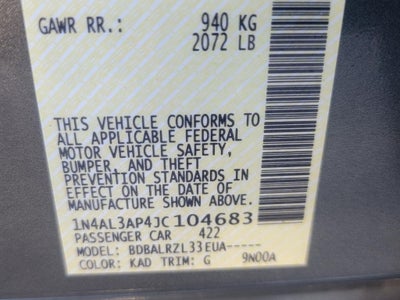 GAWR RR.: 940 KG
2072 LB
THIS VEHICLE CONFORMS TO
ALL APPLICABLE FEDERAL
MOTOR VEHICLE SAFETY,
BUMPER, AND THEFT
PREVENTION STANDARDS IN
EFFECT ON THE DATE OF
MANUFACTURE SHOWN ABOVE.
1N4AL3AP4JC104683
PASSENGER CAR 422
MODEL: BDBALRZL33EUA-----
COLOR: KAD TRIM: G 9N00A